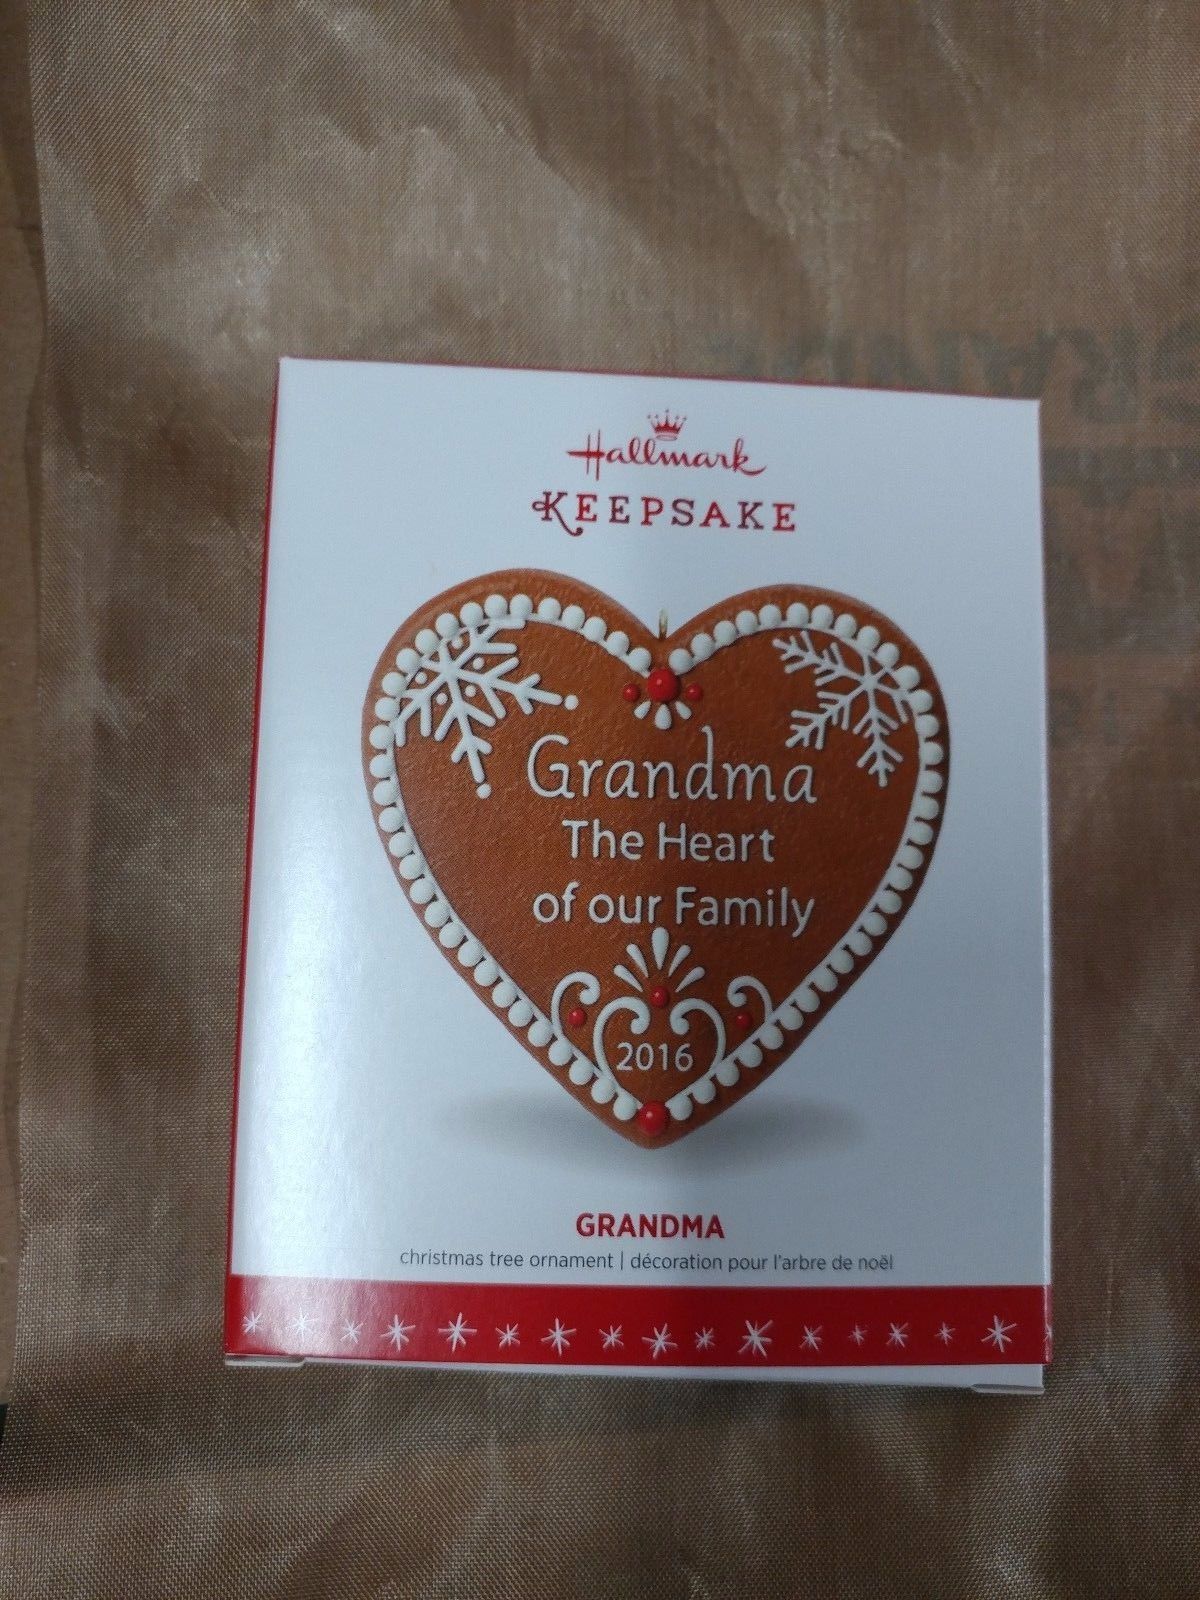 Hallmark
KEEPSAKE
Grandma
The Heart
of our Family
2016
GRANDMA
christmas tree ornament | décoration pour l'arbre de noël